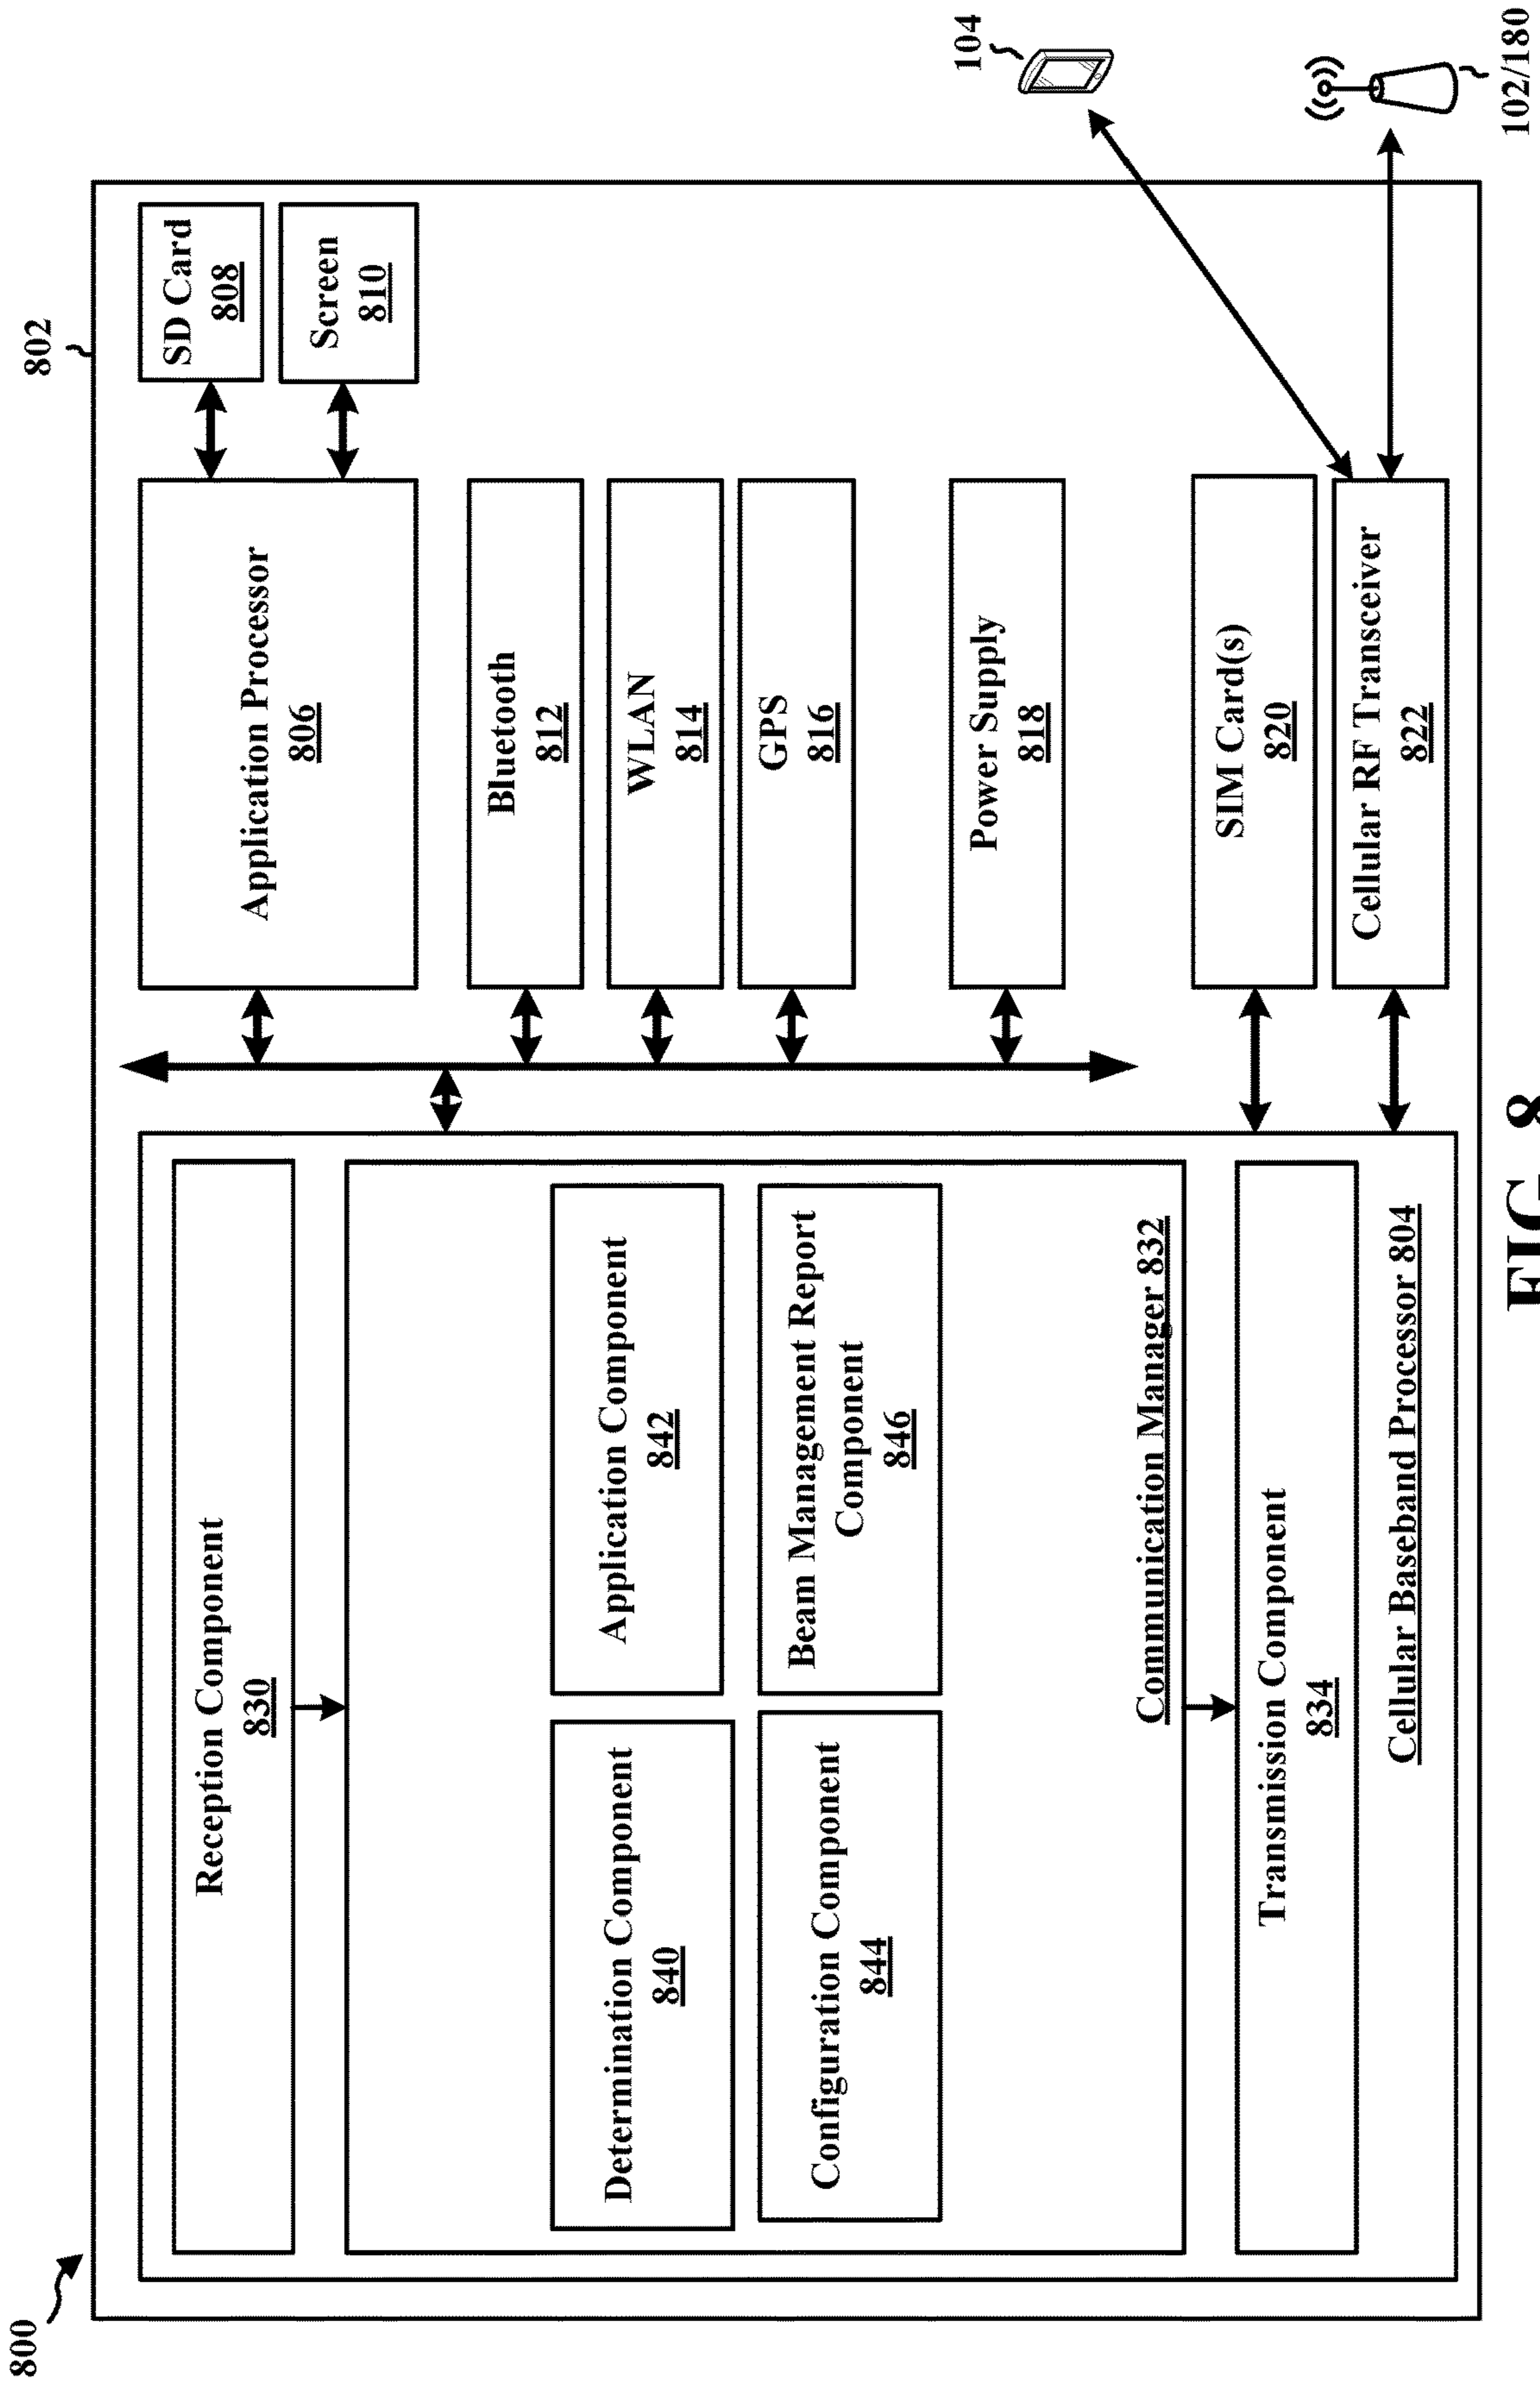 800
802
Reception Component
830
Determination Component
840
Application Component
842
Configuration Component
844
Beam Management Report
Component
846
Communication Manager 832
Transmission Component
834
Cellular Baseband Processor 804
Application Processor
806
SD Card
808
Screen
810
Bluetooth
812
WLAN
814
GPS
816
Power Supply
818
SIM Card(s)
820
Cellular RF Transceiver
822
104
102/180
FIG. 8